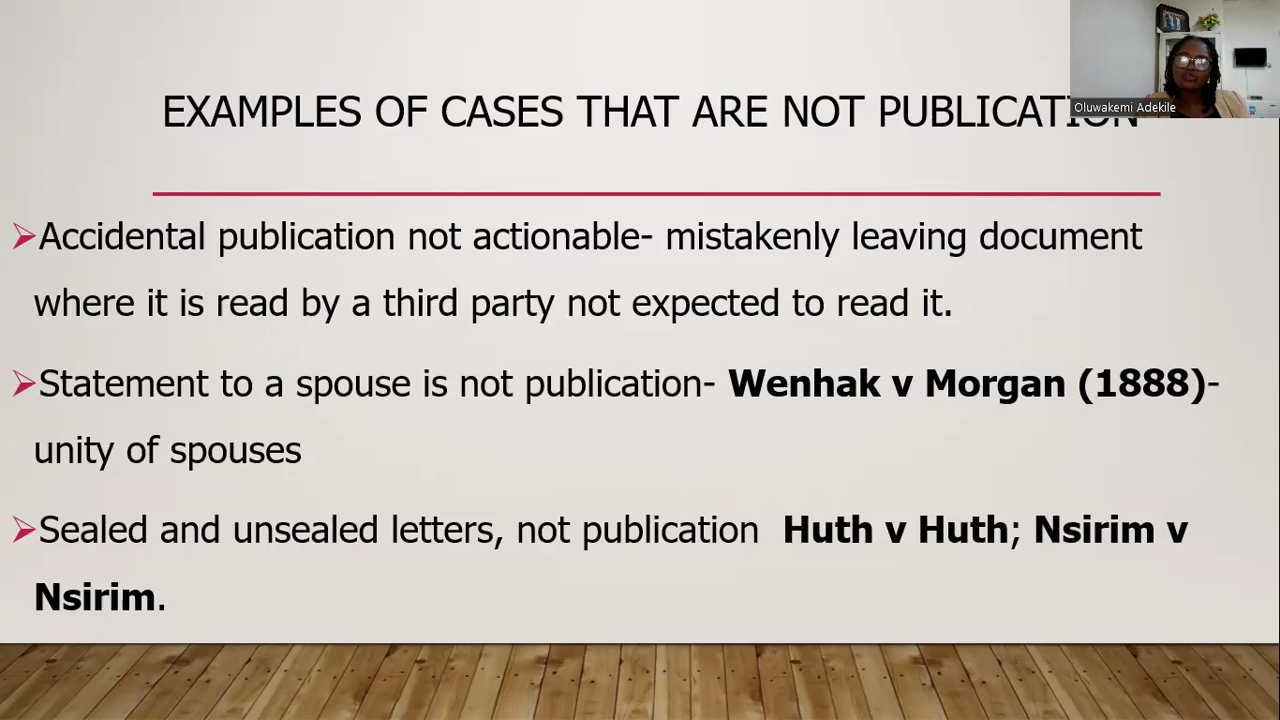 EXAMPLES OF CASES THAT ARE NOT PUBLICATION
Oluwakemi Adekile
➢Accidental publication not actionable- mistakenly leaving document
where it is read by a third party not expected to read it.
➢Statement to a spouse is not publication- Wenhak v Morgan (1888)-
unity of spouses
➢Sealed and unsealed letters, not publication Huth v Huth; Nsirim v
Nsirim.